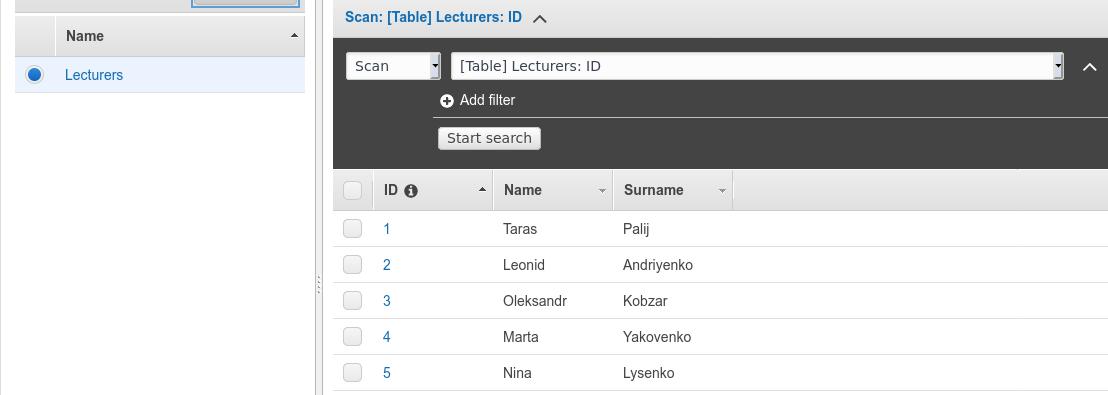 Name
Lecturers
Scan: [Table] Lecturers: ID
Scan [Table] Lecturers: ID
Add filter
Start search
ID Name Surname
1 Taras Palij
2 Leonid Andriyenko
3 Oleksandr Kobzar
4 Marta Yakovenko
5 Nina Lysenko